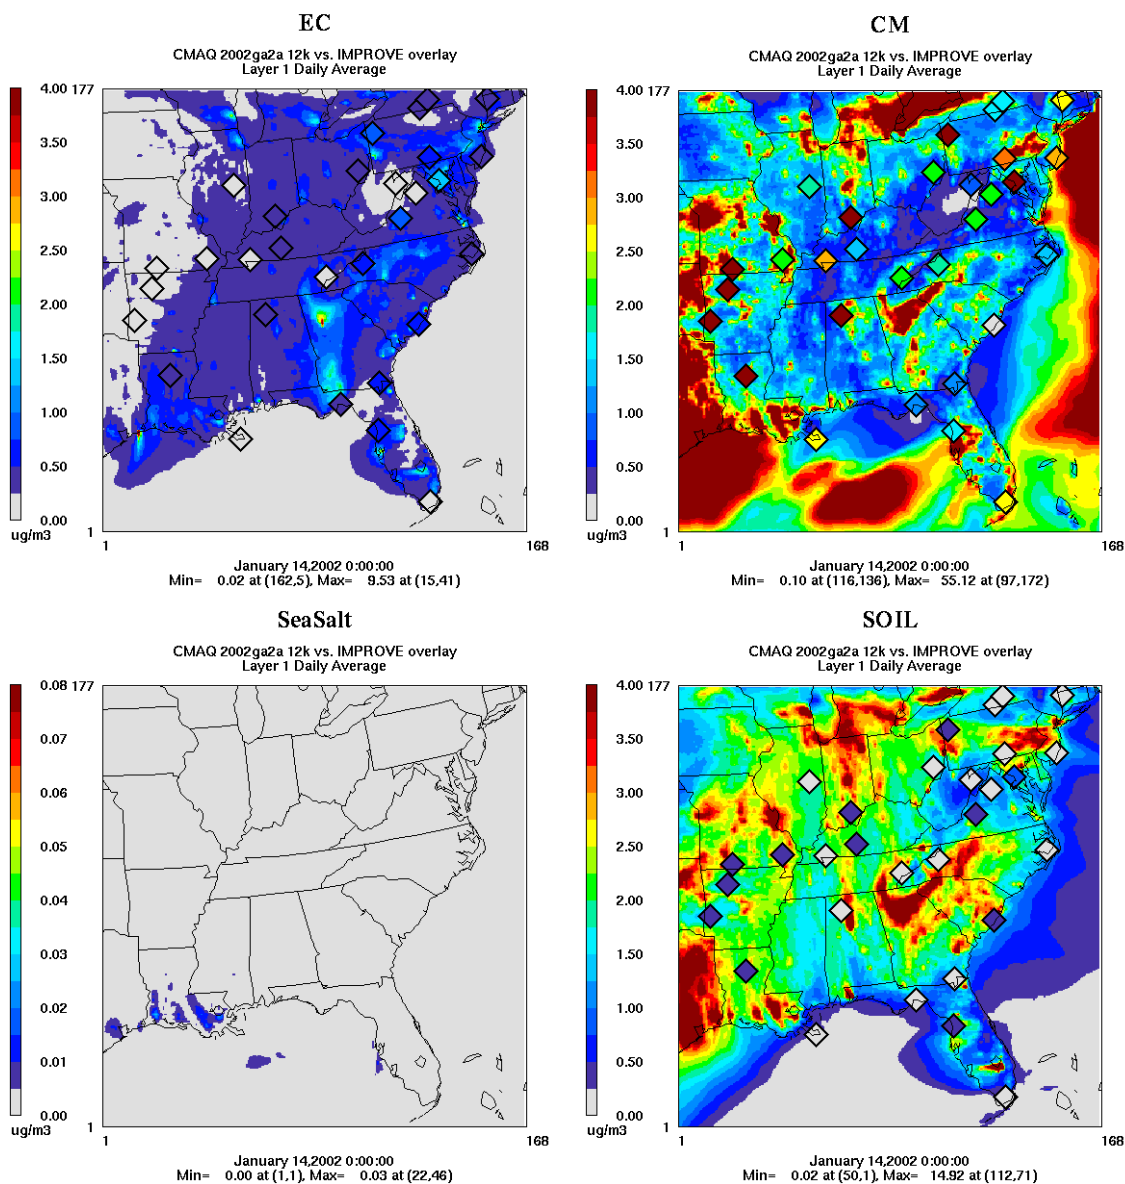 EC
CMAQ 2002ga2a 12k vs. IMPROVE overlay
Layer 1 Daily Average
4.00 177
3.50
3.00
2.50
2.00
1.50
1.00
0.50
0.00
ug/m3
1
1
168
January 14,2002 0:00:00
Min= 0.02 at (162,5), Max= 9.53 at (15,41)
CM
CMAQ 2002ga2a 12k vs. IMPROVE overlay
Layer 1 Daily Average
4.00 177
3.50
3.00
2.50
2.00
1.50
1.00
0.50
0.00
ug/m3
1
1
168
January 14,2002 0:00:00
Min= 0.10 at (116,136), Max= 55.12 at (97,172)
SeaSalt
CMAQ 2002ga2a 12k vs. IMPROVE overlay
Layer 1 Daily Average
0.08 177
0.07
0.06
0.05
0.04
0.03
0.02
0.01
0.00
ug/m3
1
1
168
January 14,2002 0:00:00
Min= 0.00 at (1,1), Max= 0.03 at (22,46)
SOIL
CMAQ 2002ga2a 12k vs. IMPROVE overlay
Layer 1 Daily Average
4.00 177
3.50
3.00
2.50
2.00
1.50
1.00
0.50
0.00
ug/m3
1
1
168
January 14,2002 0:00:00
Min= 0.02 at (50,1), Max= 14.92 at (112,71)